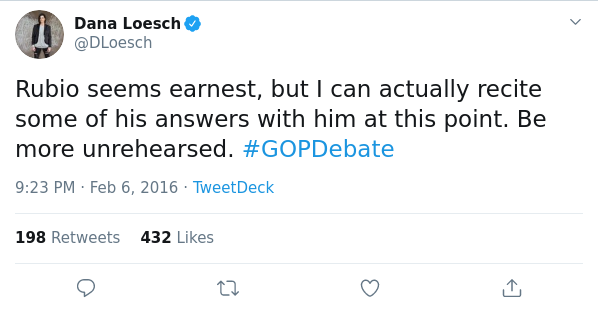 Dana Loesch
@DLoesch
Rubio seems earnest, but I can actually recite
some of his answers with him at this point. Be
more unrehearsed. #GOPDebate
9:23 PM · Feb 6, 2016 · TweetDeck
198 Retweets 432 Likes